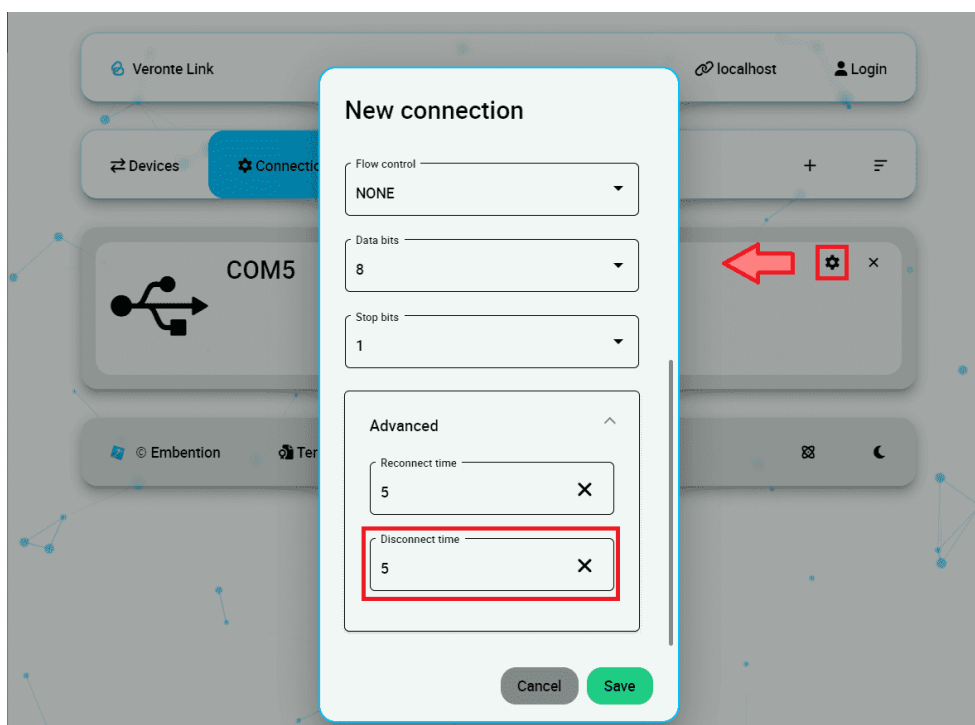 Veronte Link
localhost
Login
New connection
Devices
Connectio
Flow control
NONE
Data bits
8
COM5
Stop bits
1
Advanced
Reconnect time
5
Disconnect time
5
© Embention
Ter
Cancel
Save